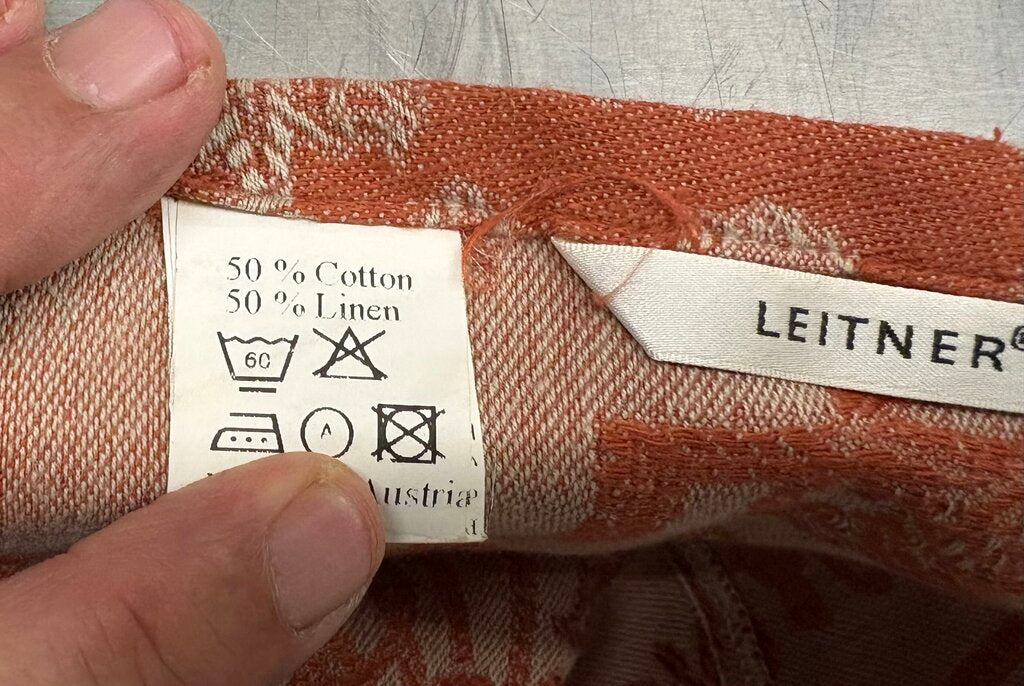 50 % Cotton
50 % Linen
60
A
Austria
LEITNER®